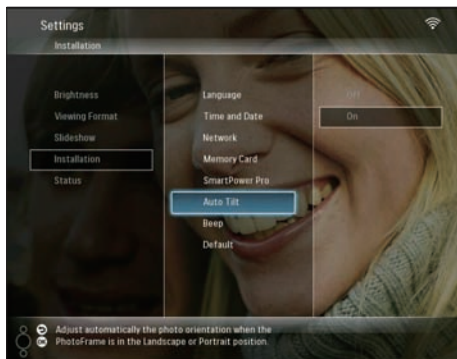 Settings
Installation
Brightness
Viewing Format
Slideshow
Installation
Status
Language
Time and Date
Network
Memory Card
SmartPower Pro
Auto Tilt
Beep
Default
Off
On
Adjust automatically the photo orientation when the
PhotoFrame is in the Landscape or Portrait position.
OK